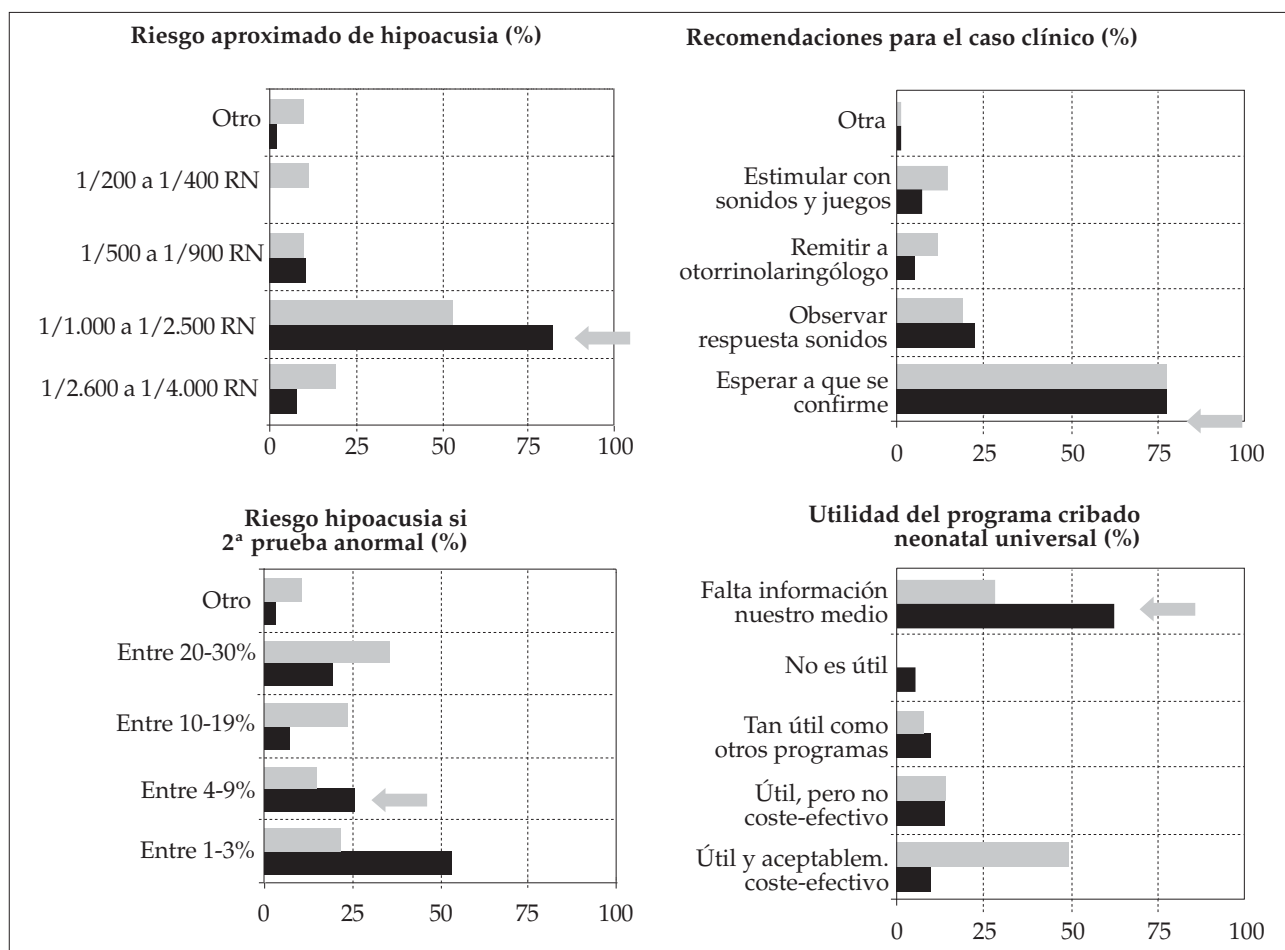 Riesgo aproximado de hipoacusia (%)
Otro
1/200 a 1/400 RN
1/500 a 1/900 RN
1/1.000 a 1/2.500 RN
1/2.600 a 1/4.000 RN
0 25 50 75 100
Recomendaciones para el caso clínico (%)
Otra
Estimular con
sonidos y juegos
Remitir a
otorrinolaringólogo
Observar
respuesta sonidos
Esperar a que se
confirme
0 25 50 75 100
Riesgo hipoacusia si
2ª prueba anormal (%)
Otro
Entre 20-30%
Entre 10-19%
Entre 4-9%
Entre 1-3%
0 25 50 75 100
Utilidad del programa cribado
neonatal universal (%)
Falta información
nuestro medio
No es útil
Tan útil como
otros programas
Útil, pero no
coste-efectivo
Útil y aceptablem.
coste-efectivo
0 25 50 75 100